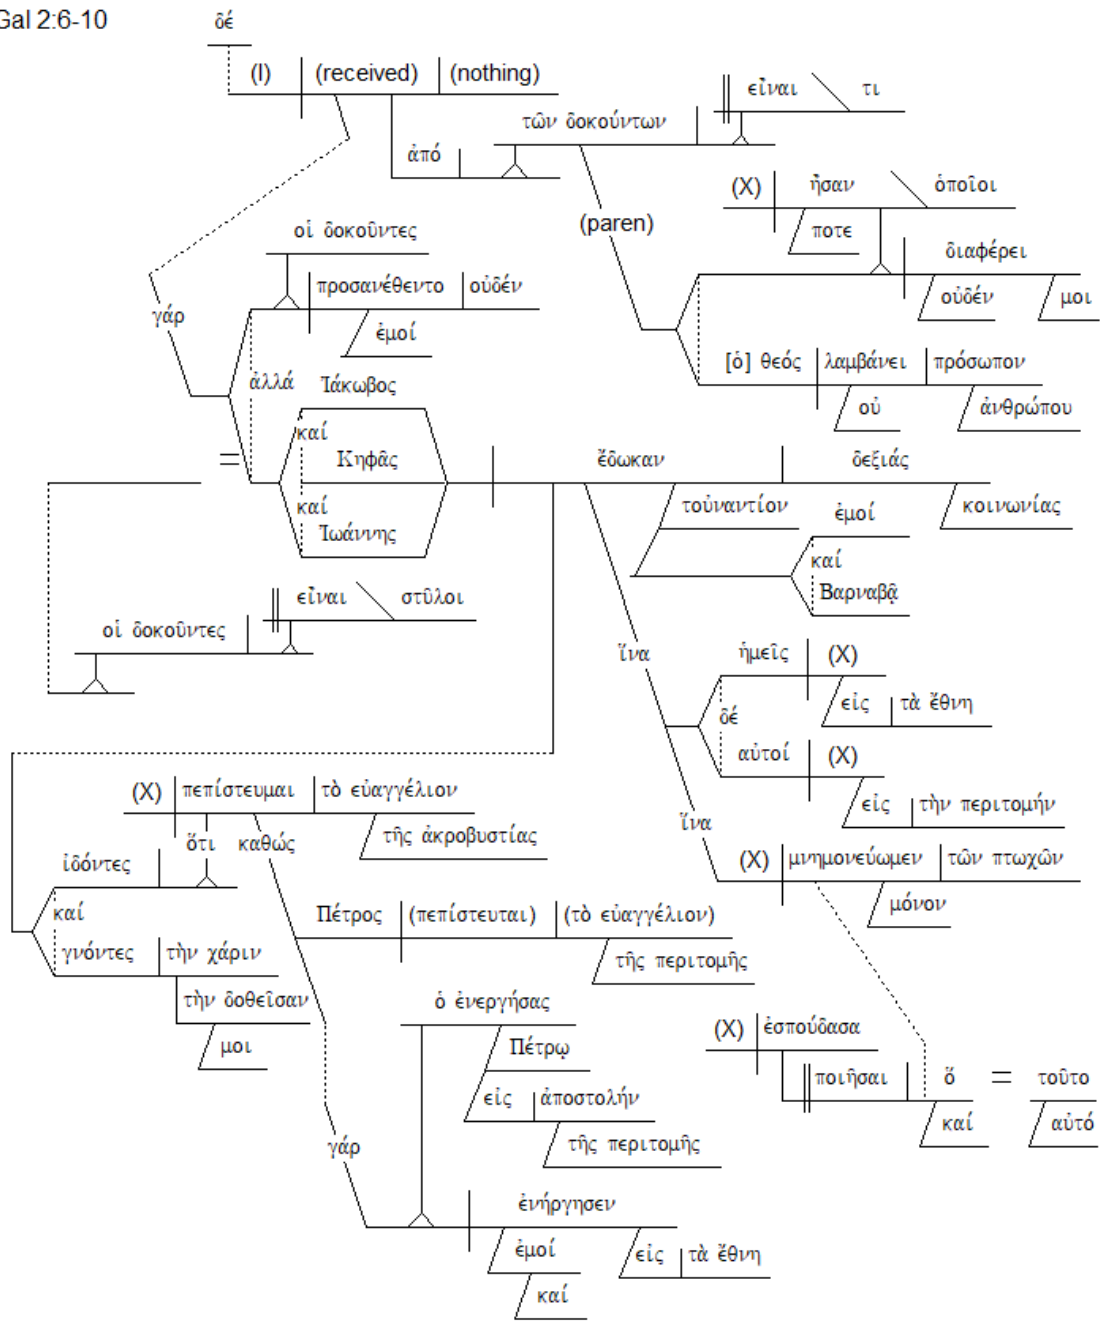 Gal 2:6-10
δέ
(I) (received) (nothing)
εἶναι τι
τῶν δοκούντων
ἀπό
(X) ἦσαν ὁποῖοι
ποτε
(paren)
οἱ δοκοῦντες
διαφέρει
προσανέθεντο οὐδέν
οὐδέν μοι
γάρ
ἐμοί
[ὁ] θεός λαμβάνει πρόσωπον
ἀλλά Ἰάκωβος
οὐ ἀνθρώπου
καί
= Κηφᾶς ἔδωκαν δεξιάς
καί
τοὐναντίον ἐμοί κοινωνίας
Ἰωάννης
καί
Βαρναβᾷ
εἶναι στῦλοι
οἱ δοκοῦντες
ἵνα ἡμεῖς (X)
εἰς τὰ ἔθνη
δέ
αὐτοί (X)
(X) πεπίστευμαι τὸ εὐαγγέλιον
εἰς τὴν περιτομήν
ἵνα
ὅτι καθώς τῆς ἀκροβυστίας
ἰδόντες
(X) μνημονεύωμεν τῶν πτωχῶν
καί
μόνον
Πέτρος (πεπίστευται) (τὸ εὐαγγέλιον)
γνόντες τὴν χάριν
τῆς περιτομῆς
τὴν δοθεῖσαν ὁ ἐνεργήσας
μοι
Πέτρῳ
(X) ἐσπούδασα
ποιῆσαι ὅ = τοῦτο
εἰς ἀποστολήν
καί αὐτό
γάρ τῆς περιτομῆς
ἐνήργησεν
ἐμοί εἰς τὰ ἔθνη
καί